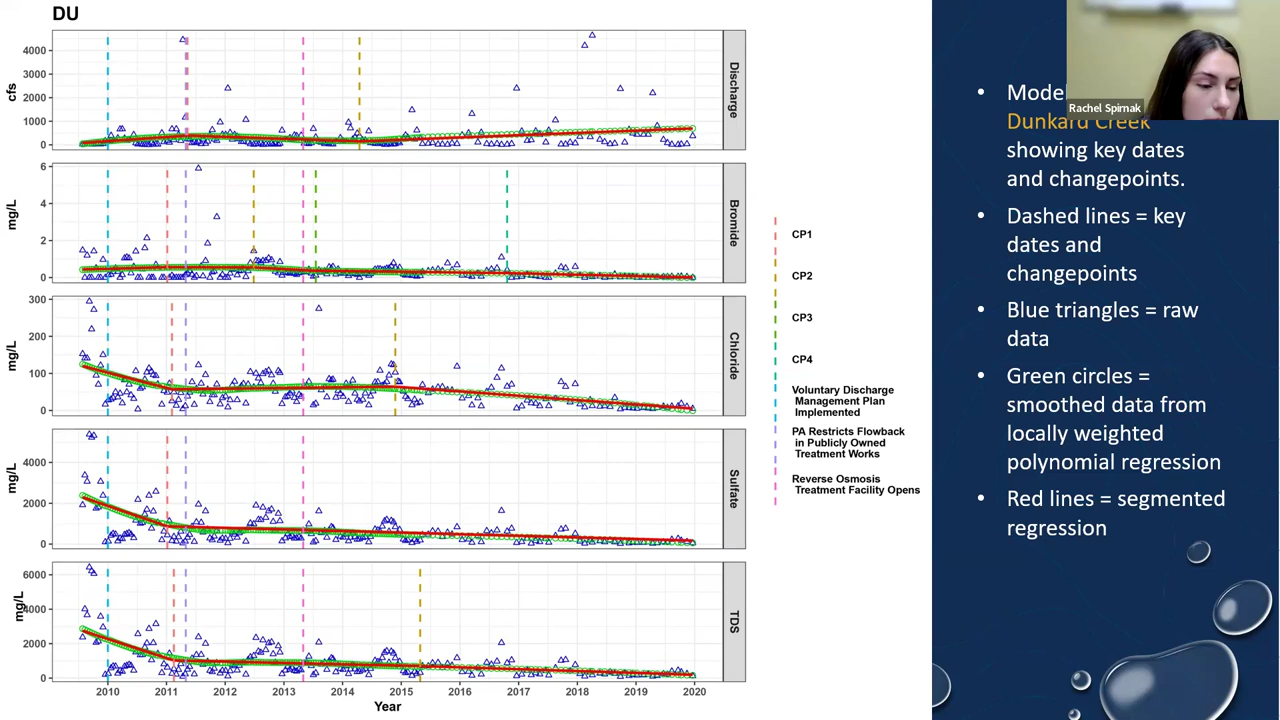 DU
4000
3000
2000
1000
0
cfs
Discharge
6
4
2
0
mg/L
Bromide
300
200
100
0
mg/L
Chloride
4000
2000
0
mg/L
Sulfate
6000
4000
2000
0
mg/L
TDS
2010 2011 2012 2013 2014 2015 2016 2017 2018 2019 2020
Year
CP1
CP2
CP3
CP4
Voluntary Discharge
Management Plan
Implemented
PA Restricts Flowback
in Publicly Owned
Treatment Works
Reverse Osmosis
Treatment Facility Opens
Rachel Spirnak
•
Dunkard Creek
showing key dates
and changepoints.
• Dashed lines = key
dates and
changepoints
• Blue triangles = raw
data
• Green circles =
smoothed data from
locally weighted
polynomial regression
• Red lines = segmented
regression